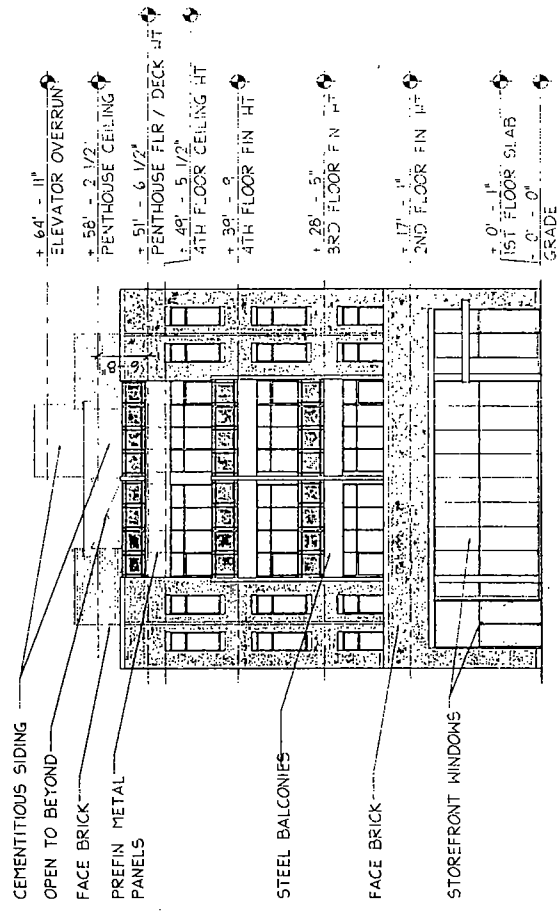 CEMENTITIOUS SIDING
OPEN TO BEYOND
FACE BRICK
PREFIN METAL
PANELS
STEEL BALCONIES
FACE BRICK
STOREFRONT WINDOWS
6'-8"
+ 64' - 11"
ELEVATOR OVERRUN
+ 58' - 2 1/2"
PENTHOUSE CEILING
+ 51' - 6 1/2"
PENTHOUSE FLR / DECK HT
+ 49' - 5 1/2"
4TH FLOOR CEILING HT
+ 39' - 9
4TH FLOOR FIN HT
+ 28' - 5"
3RD FLOOR FIN HT
+ 17' - 1"
2ND FLOOR FIN HT
+ 0' - 1"
1ST FLOOR SLAB
0' - 0"
GRADE